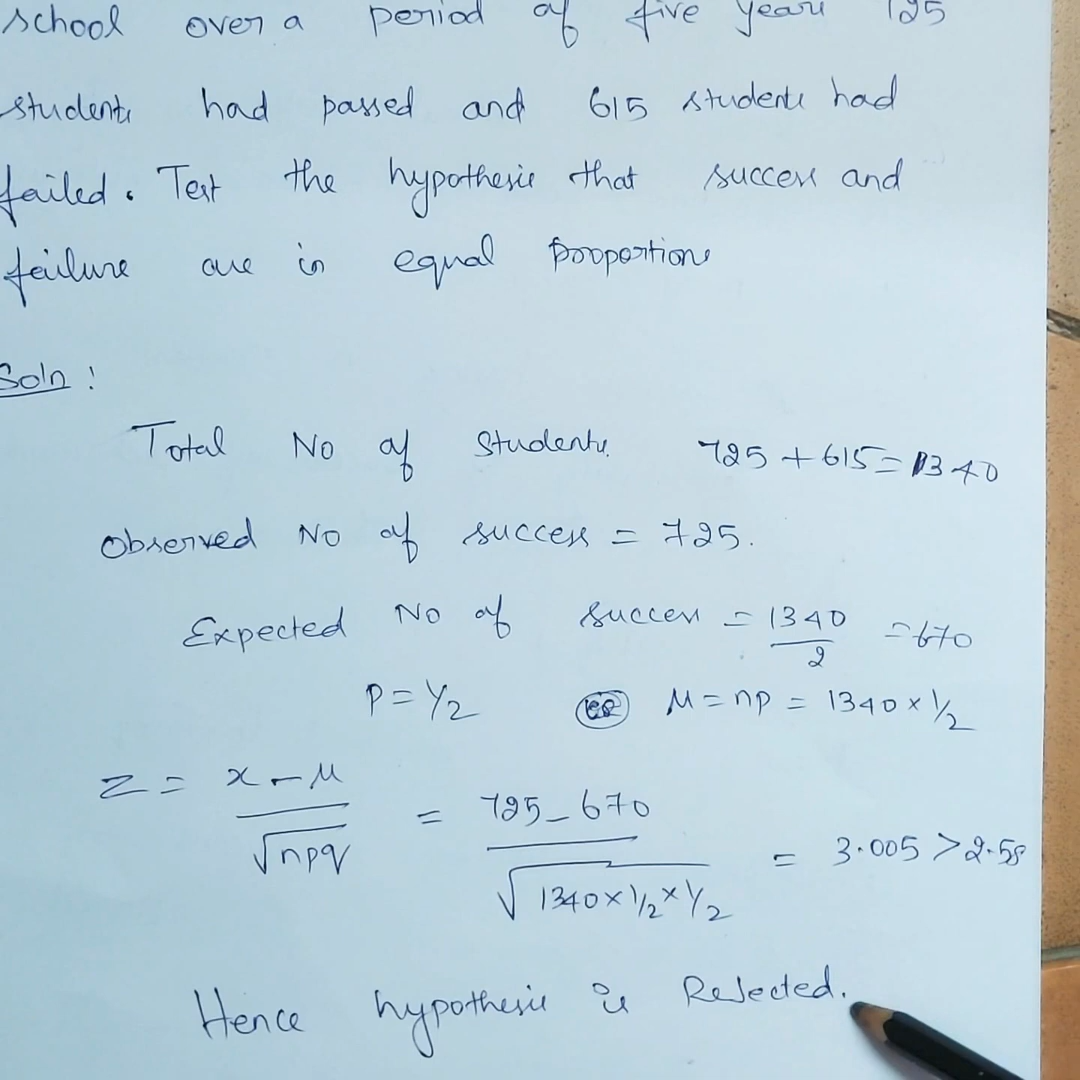 school over a period of five years 725
students had passed and 615 students had
failed. Test the hypothesis that success and
failure are in equal proportions
Soln :
Total No of Students. 725 + 615 = 1340
Observed No of success = 725.
Expected No of success = 1340/2 = 670
P = 1/2 μ = np = 1340 × 1/2
Z = x - μ / √npq = 725 - 670 / √1340 × 1/2 × 1/2 = 3.005 > 2.58
Hence hypothesis is Rejected.